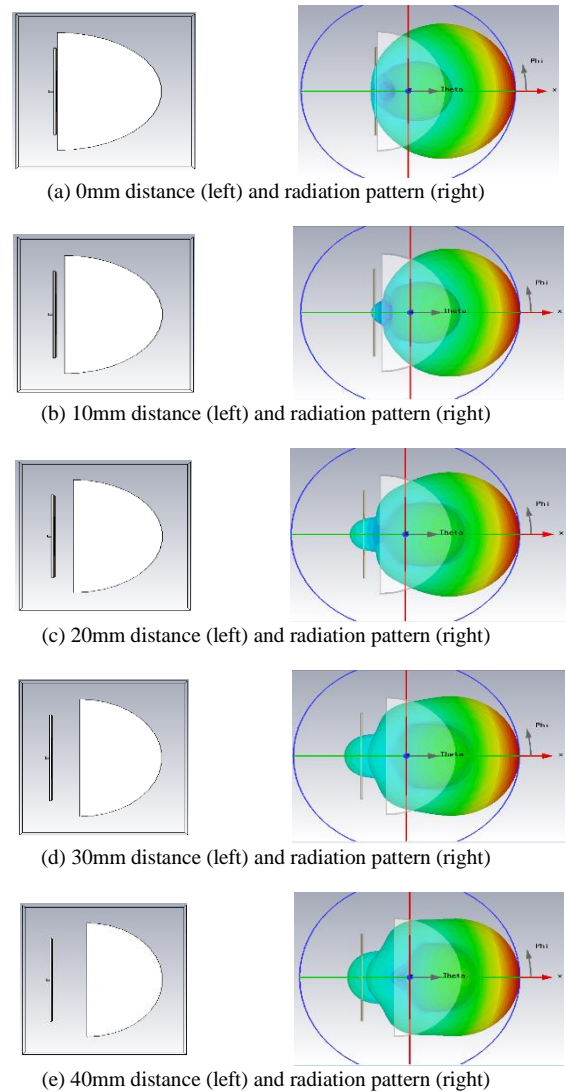 Phi
Theta
x
(a) 0mm distance (left) and radiation pattern (right)
Phi
Theta
x
(b) 10mm distance (left) and radiation pattern (right)
Phi
Theta
x
(c) 20mm distance (left) and radiation pattern (right)
Phi
Theta
x
(d) 30mm distance (left) and radiation pattern (right)
Phi
Theta
x
(e) 40mm distance (left) and radiation pattern (right)